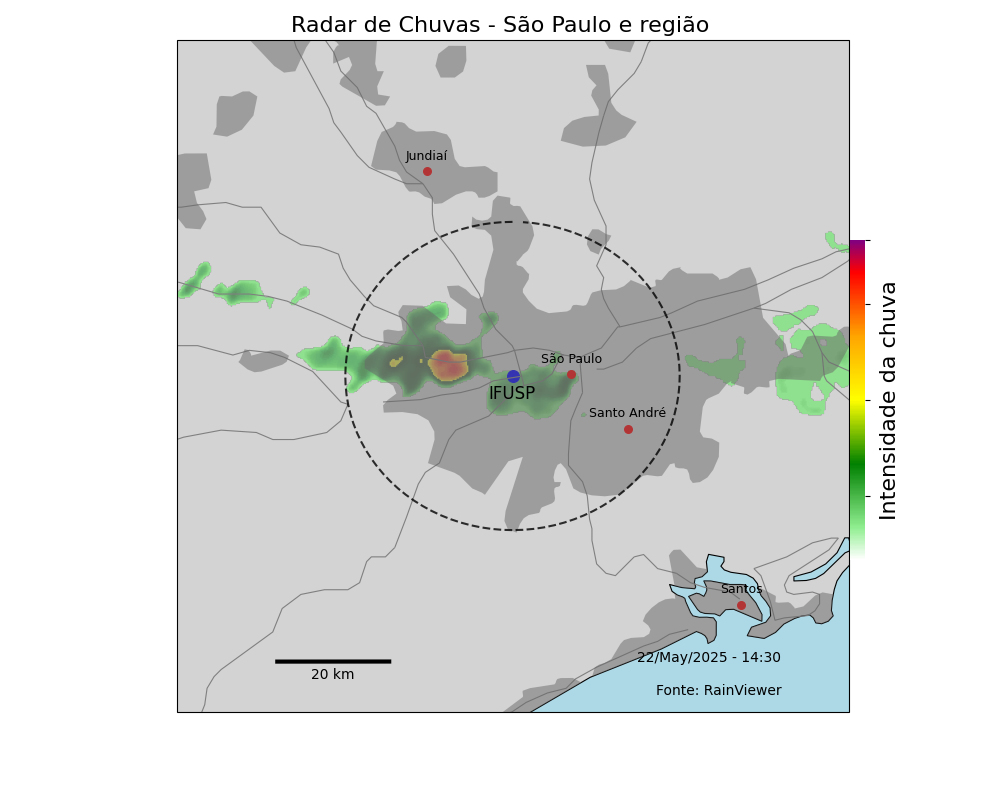 Radar de Chuvas - São Paulo e região
Jundiaí
São Paulo
IFUSP
Santo André
Intensidade da chuva
Santos
22/May/2025 - 14:30
20 km
Fonte: RainViewer